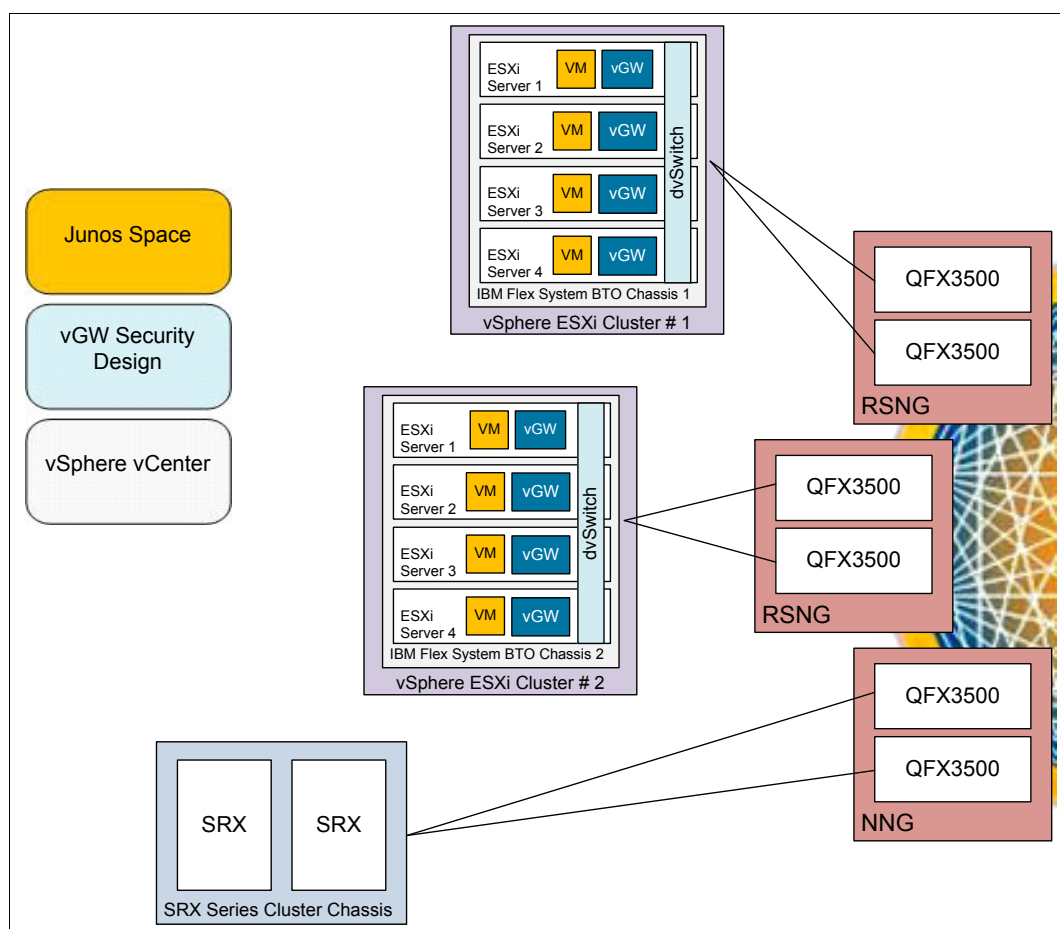 Junos Space
vGW Security
Design
vSphere vCenter
ESXi
Server 1
VM
vGW
ESXi
Server 2
VM
vGW
ESXi
Server 3
VM
vGW
ESXi
Server 4
VM
vGW
dvSwitch
IBM Flex System BTO Chassis 1
vSphere ESXi Cluster # 1
QFX3500
QFX3500
RSNG
ESXi
Server 1
VM
vGW
ESXi
Server 2
VM
vGW
ESXi
Server 3
VM
vGW
ESXi
Server 4
VM
vGW
dvSwitch
IBM Flex System BTO Chassis 2
vSphere ESXi Cluster # 2
QFX3500
QFX3500
RSNG
QFX3500
QFX3500
NNG
SRX
SRX
SRX Series Cluster Chassis